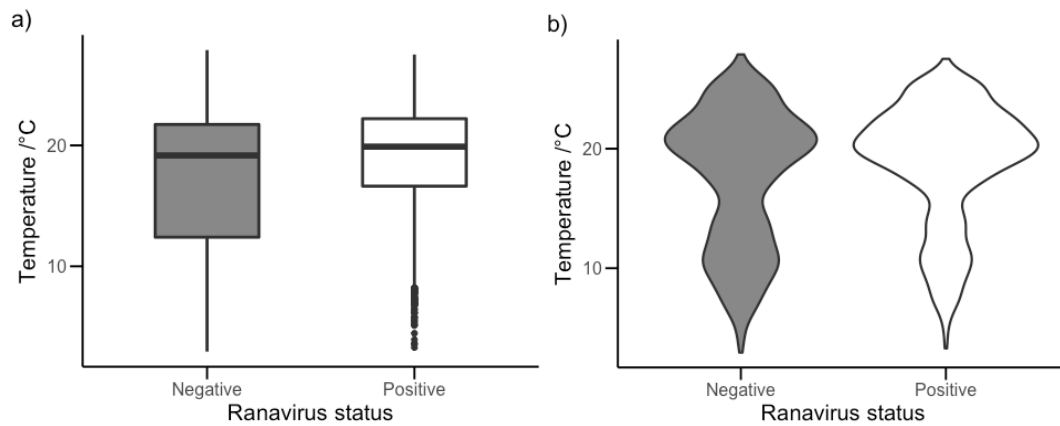 a)
Temperature /°C
20
10
Negative Positive
Ranavirus status
b)
Temperature /°C
20
10
Negative Positive
Ranavirus status